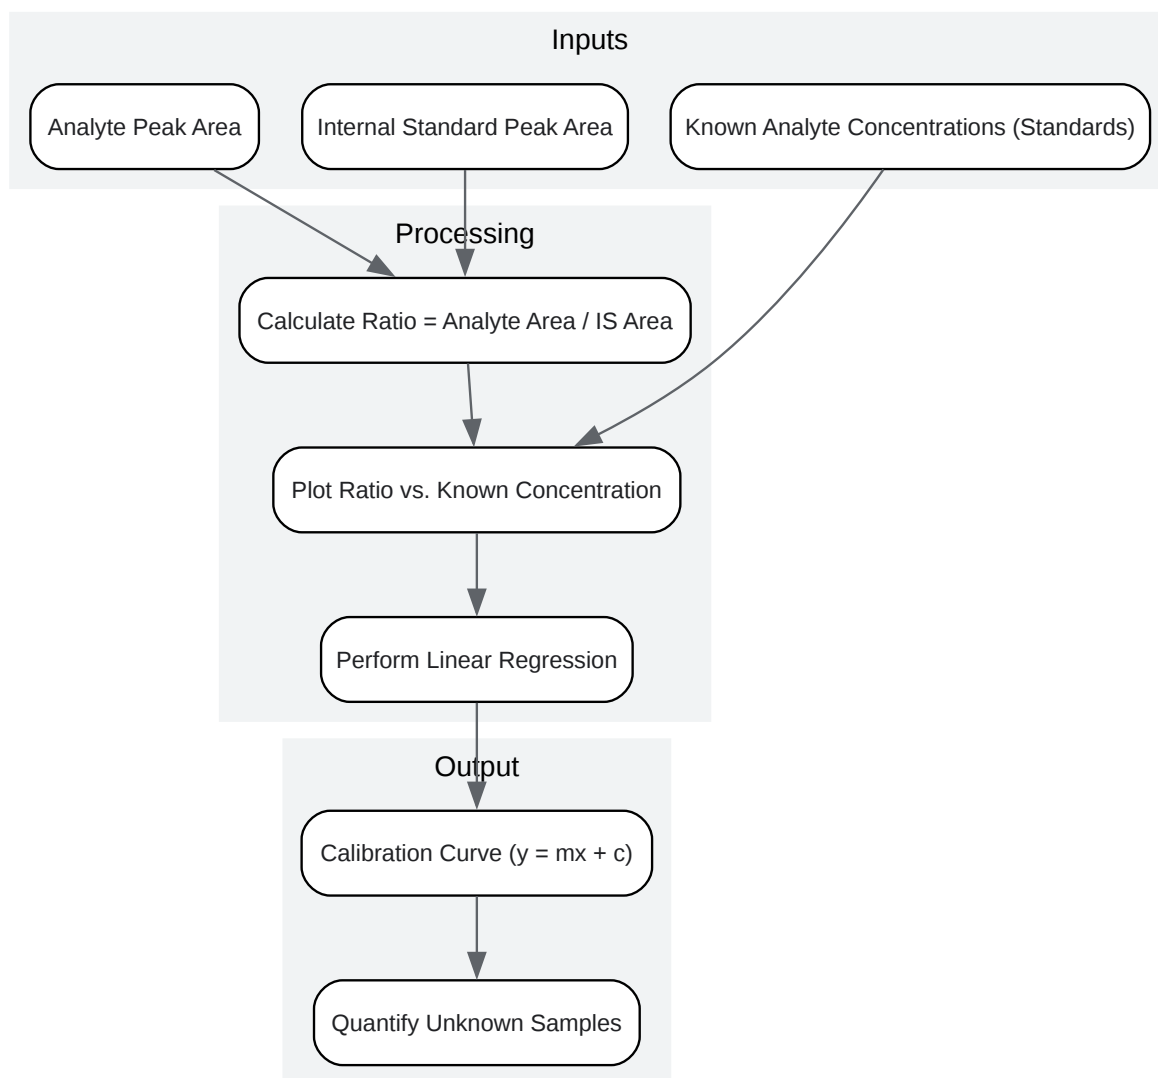 Inputs
Analyte Peak Area
Internal Standard Peak Area
Known Analyte Concentrations (Standards)
Processing
Calculate Ratio = Analyte Area / IS Area
Plot Ratio vs. Known Concentration
Perform Linear Regression
Output
Calibration Curve (y = mx + c)
Quantify Unknown Samples